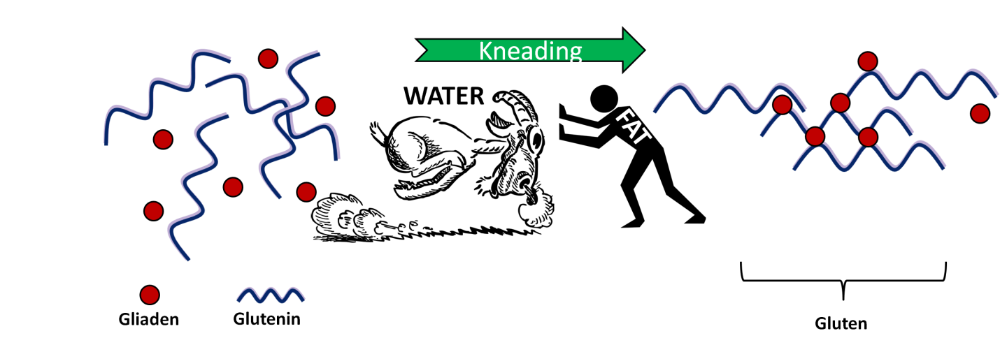 Kneading
WATER
FAT
Gliaden
Glutenin
Gluten